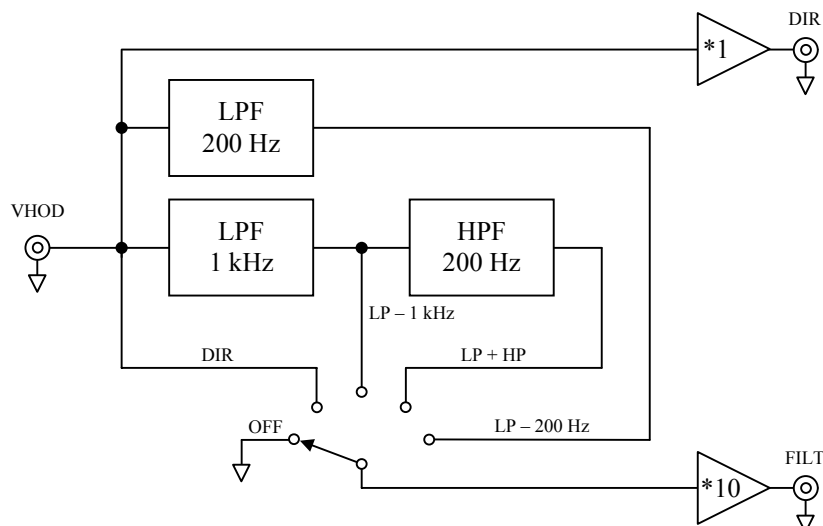 DIR
*1
LPF
200 Hz
VHOD
LPF
1 kHz
HPF
200 Hz
LP – 1 kHz
DIR
LP + HP
OFF
LP – 200 Hz
*10
FILT